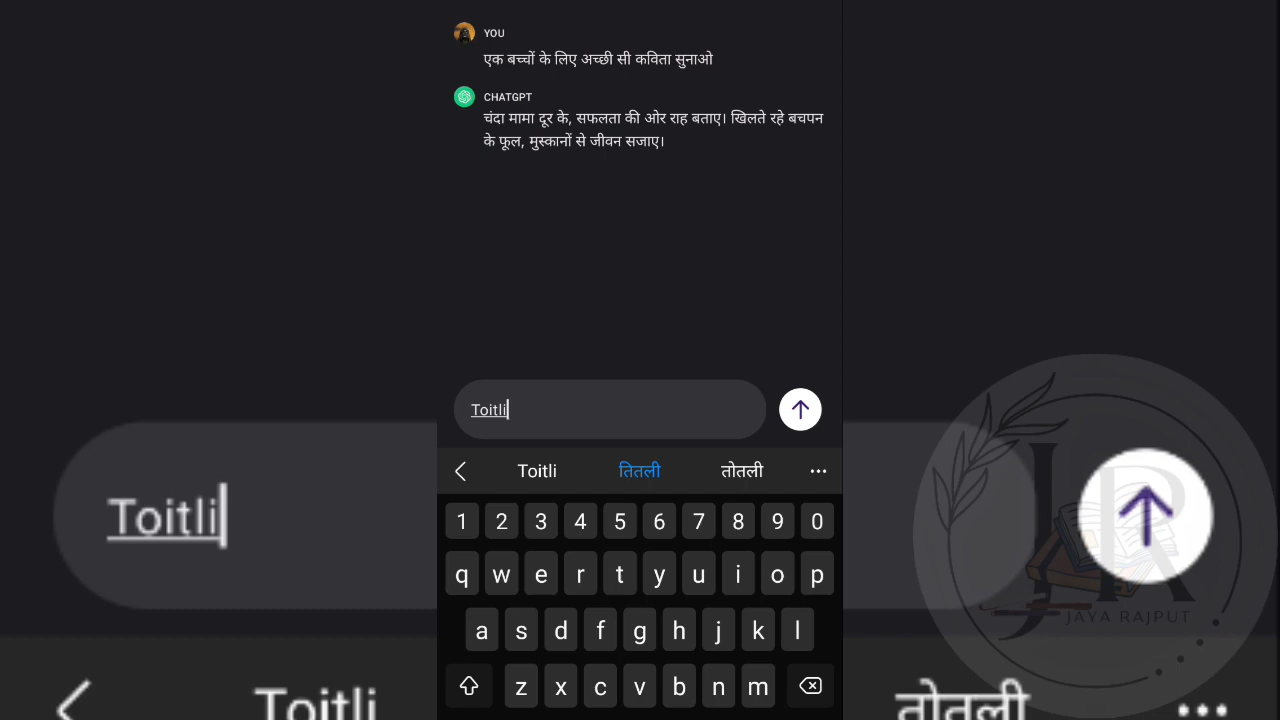 YOU
एक बच्चों के लिए अच्छी सी कविता सुनाओ
CHATGPT
चंदा मामा दूर के, सफलता की ओर राह बताए। खिलते रहे बचपन
के फूल, मुस्कानों से जीवन सजाए।
Toitli
Toitli तितली तोतली
1 2 3 4 5 6 7 8 9 0
q w e r t y u i o p
a s d f g h j k l
z x c v b n m
Toitli
Toitli तोतली
JR
JAYA RAJPUT